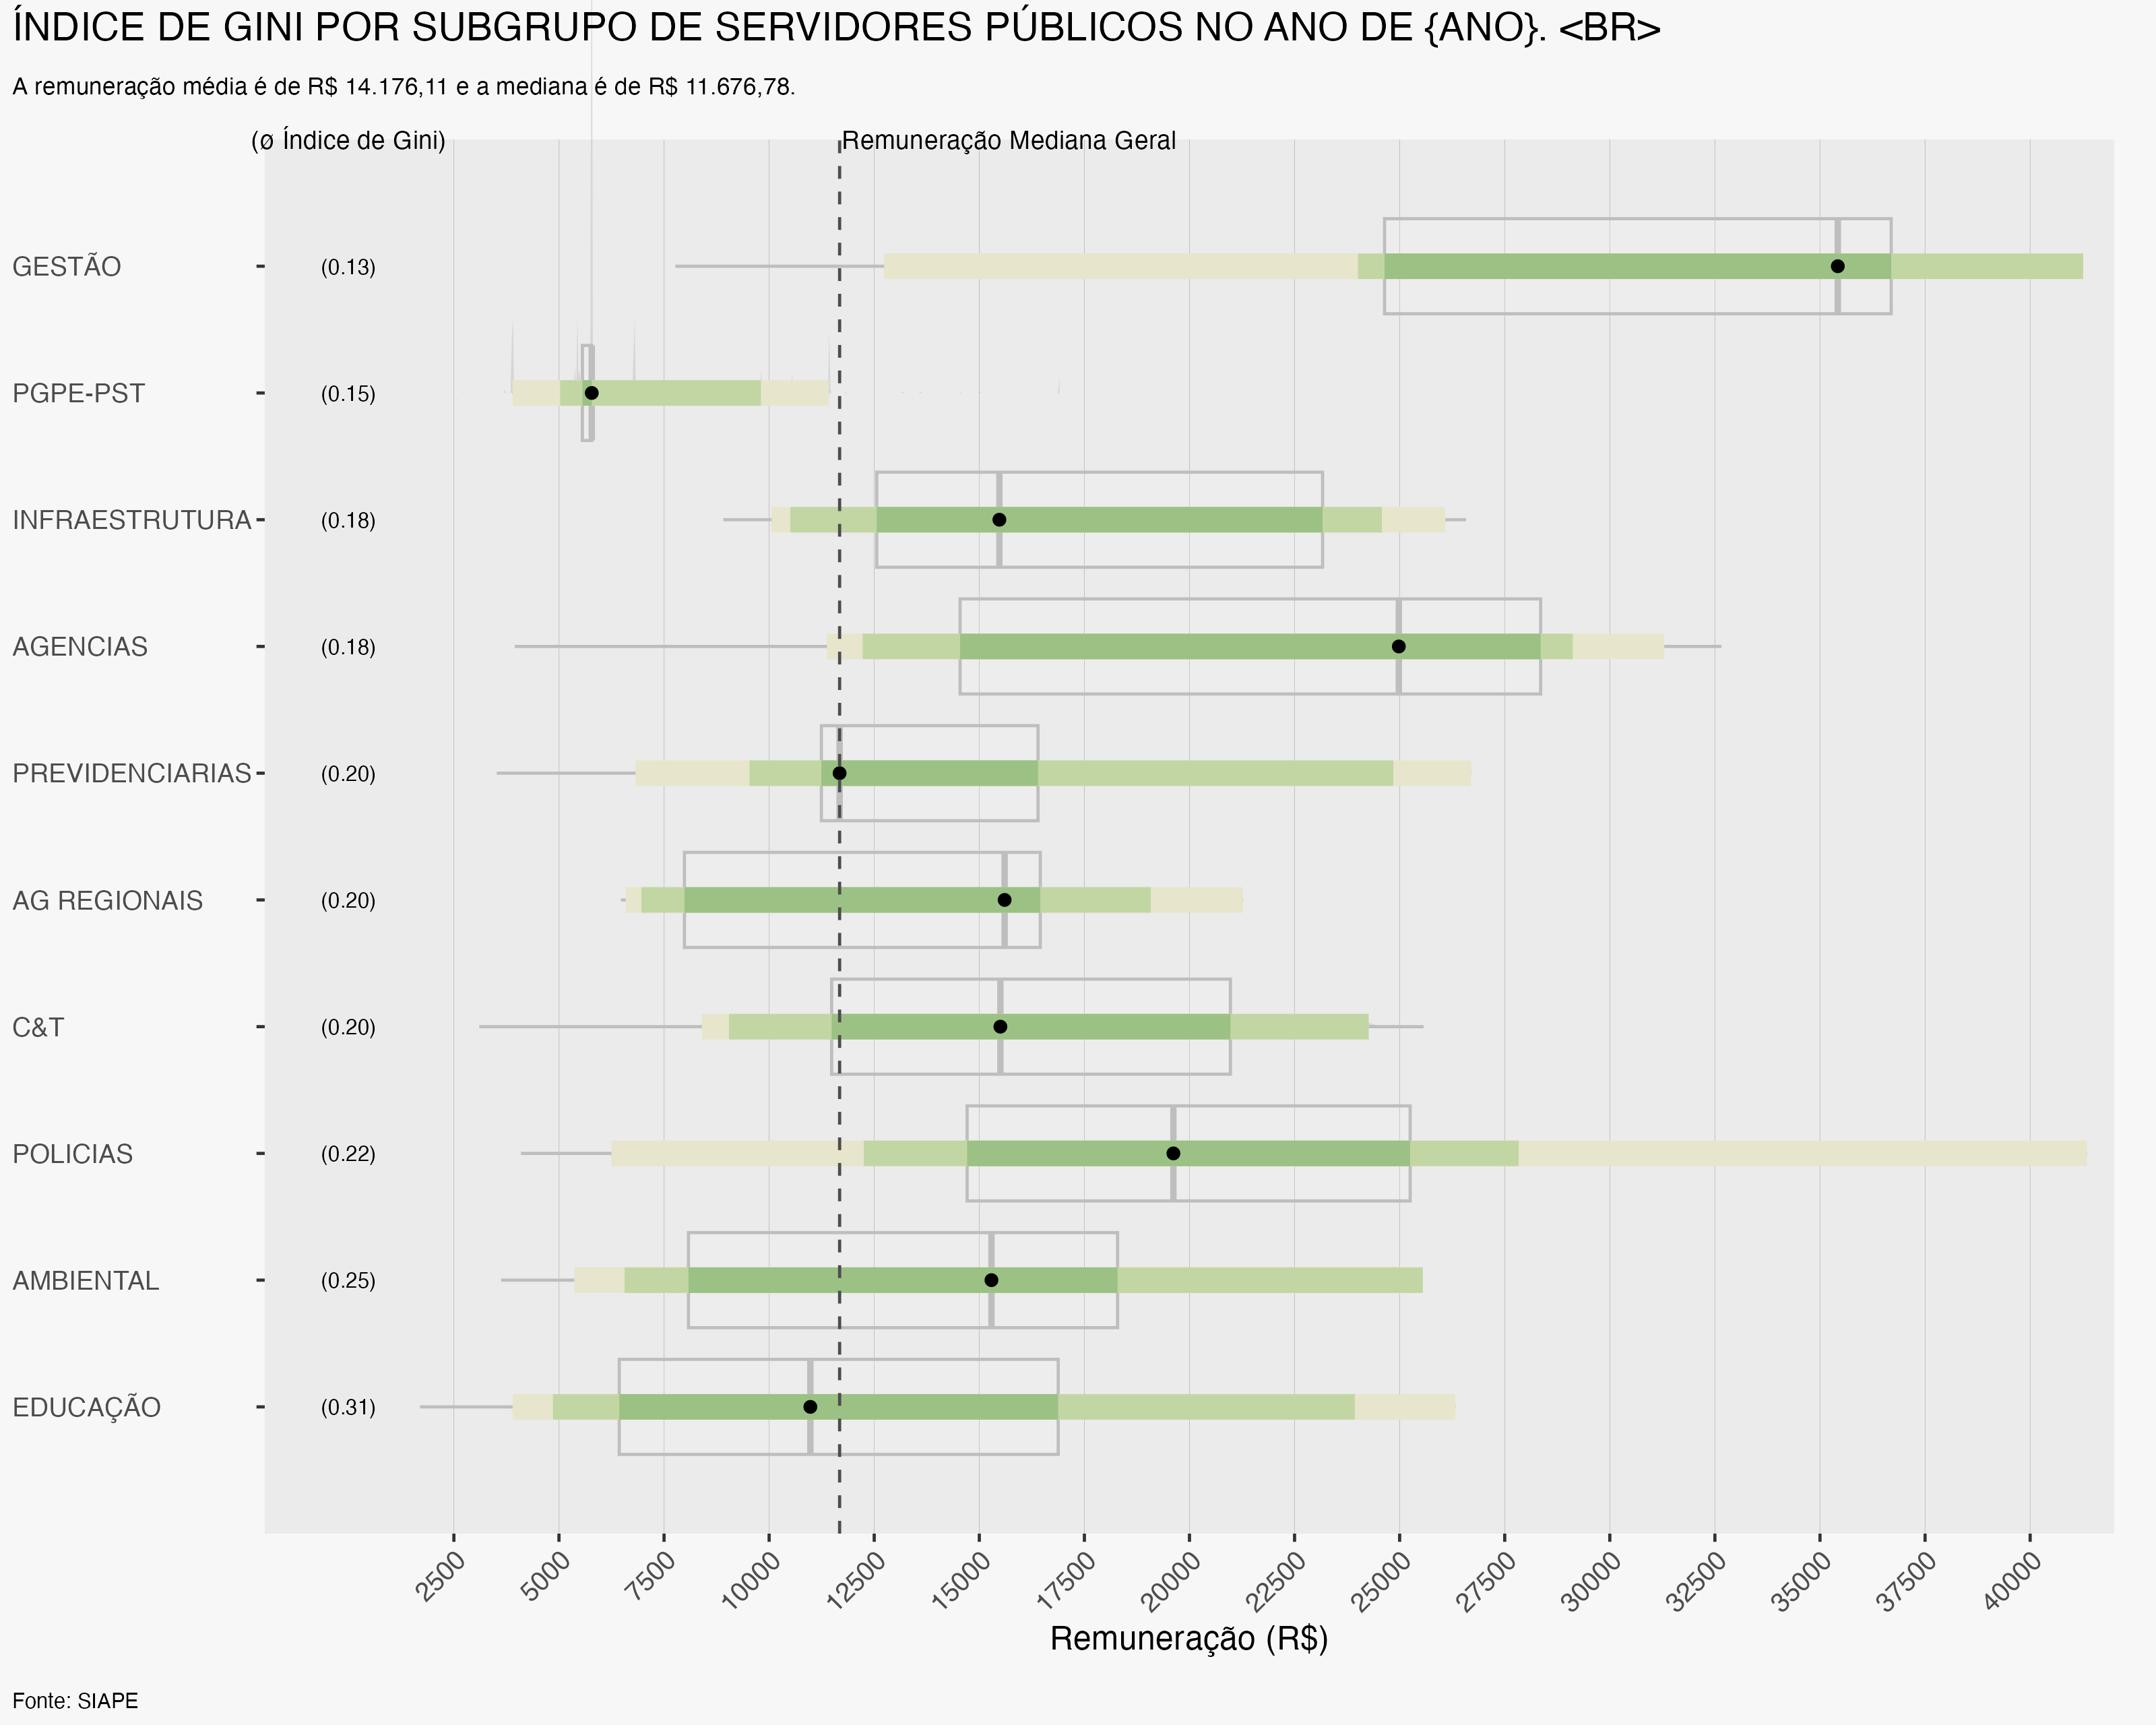 ÍNDICE DE GINI POR SUBGRUPO DE SERVIDORES PÚBLICOS NO ANO DE {ANO}. <BR>
A remuneração média é de R$ 14.176,11 e a mediana é de R$ 11.676,78.
(ø Índice de Gini) Remuneração Mediana Geral
GESTÃO (0.13)
PGPE-PST (0.15)
INFRAESTRUTURA (0.18)
AGENCIAS (0.18)
PREVIDENCIARIAS (0.20)
AG REGIONAIS (0.20)
C&T (0.20)
POLICIAS (0.22)
AMBIENTAL (0.25)
EDUCAÇÃO (0.31)
2500 5000 7500 10000 12500 15000 17500 20000 22500 25000 27500 30000 32500 35000 37500 40000
Remuneração (R$)
Fonte: SIAPE